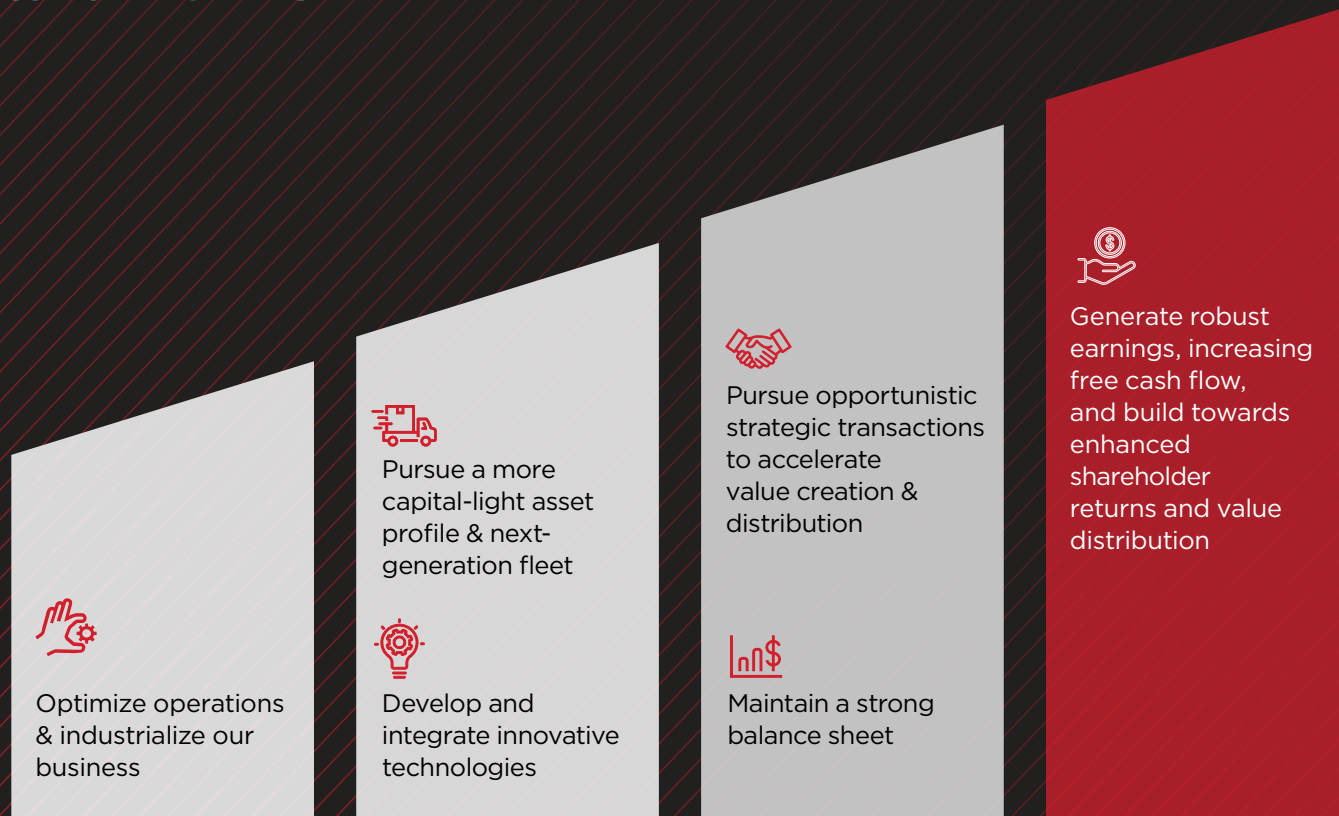 Optimize operations
& industrialize our
business
Pursue a more
capital-light asset
profile & next-
generation fleet
Develop and
integrate innovative
technologies
Pursue opportunistic
strategic transactions
to accelerate
value creation &
distribution
Maintain a strong
balance sheet
$
Generate robust
earnings, increasing
free cash flow,
and build towards
enhanced
shareholder
returns and value
distribution